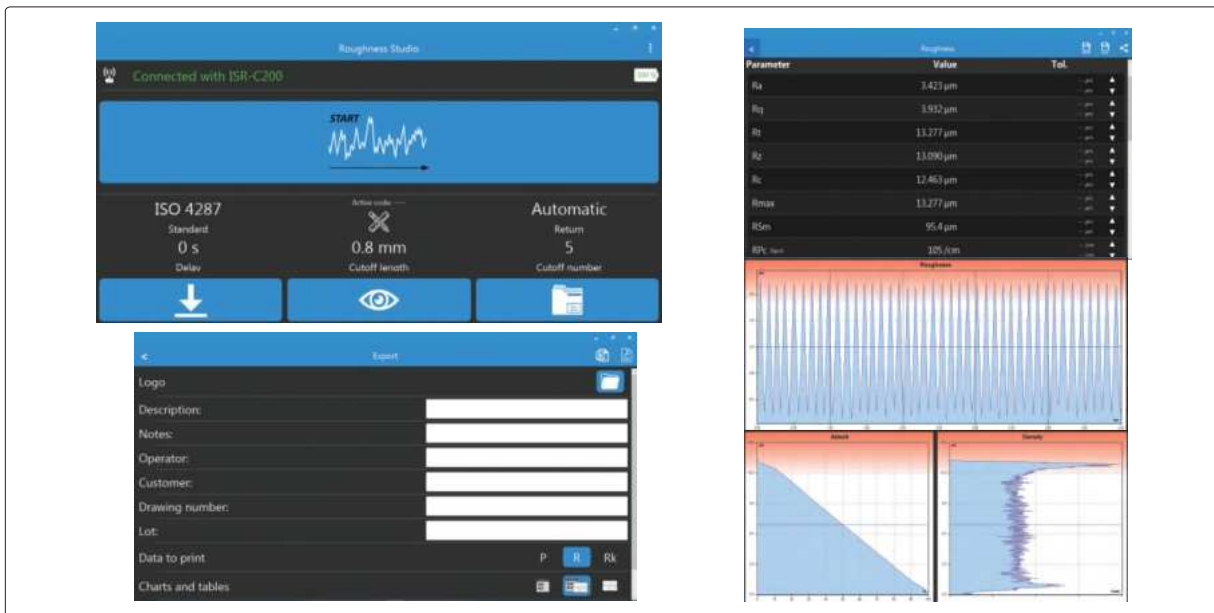 Roughness Studio
Connected with ISR-C200
START
ISO 4287
Standard
0 s
Delay
0.8 mm
Cutoff length
Automatic
Return
5
Cutoff number
Export
Logo
Description:
Notes:
Operator:
Customer:
Drawing number:
Lot:
Data to print P R Rk
Charts and tables
Roughness
Parameter Value Tol.
Ra 3.423 µm
Rq 3.932 µm
Rt 13.277 µm
Rz 13.090 µm
Rc 12.463 µm
Rmax 13.277 µm
RSm 95.4 µm
RPc 105 /cm
Roughness
Density